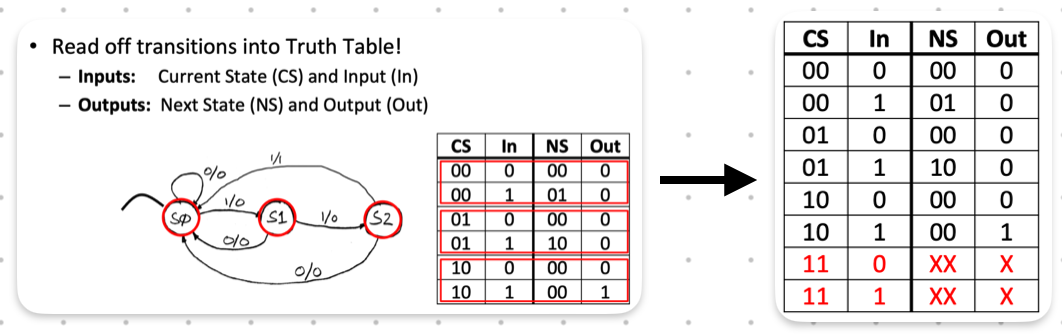 • Read off transitions into Truth Table!
– Inputs: Current State (CS) and Input (In)
– Outputs: Next State (NS) and Output (Out)
1/1
0/0
1/0
S0
S1
1/0
S2
0/0
0/0
CS In NS Out
00 0 00 0
00 1 01 0
01 0 00 0
01 1 10 0
10 0 00 0
10 1 00 1
CS In NS Out
00 0 00 0
00 1 01 0
01 0 00 0
01 1 10 0
10 0 00 0
10 1 00 1
11 0 XX X
11 1 XX X